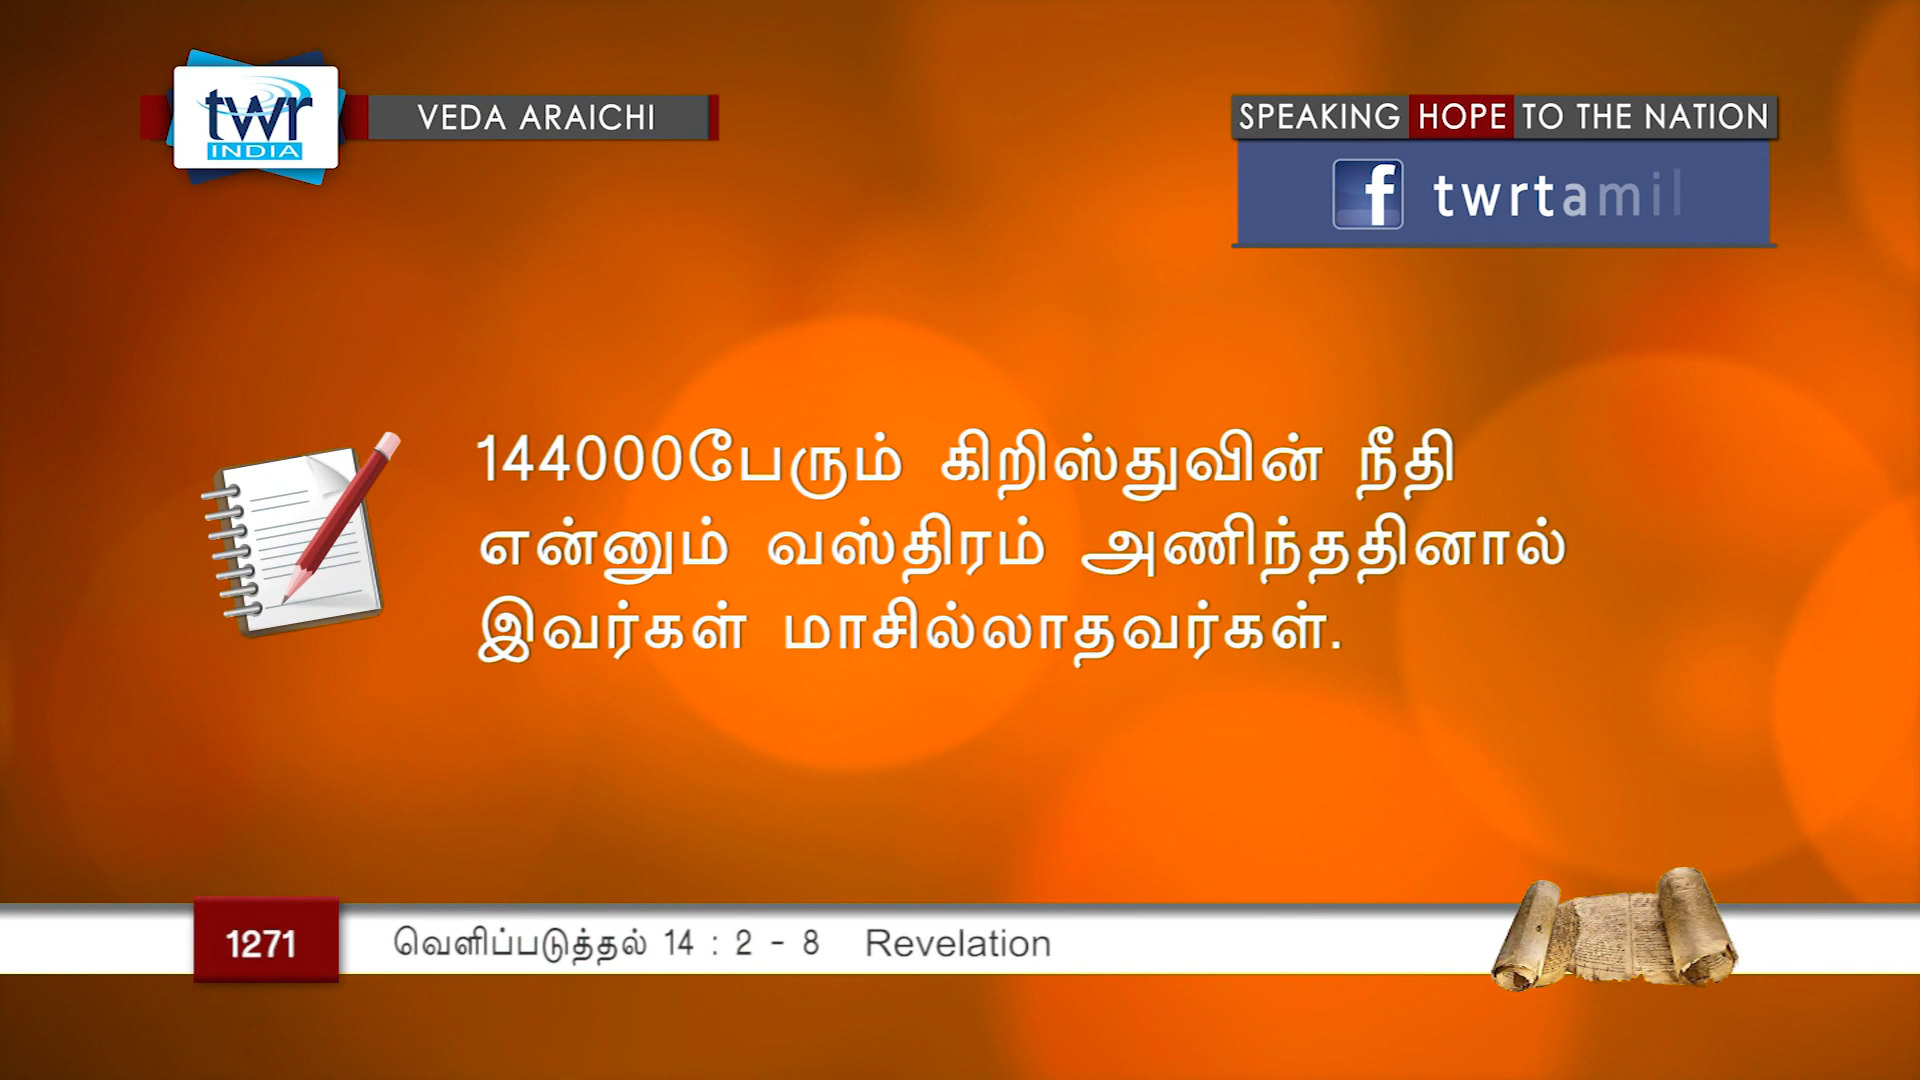 twr
INDIA
VEDA ARAICHI
SPEAKING HOPE TO THE NATION
f twrtamil
144000பேரும் கிறிஸ்துவின் நீதி
என்னும் வஸ்திரம் அணிந்ததினால்
இவர்கள் மாசில்லாதவர்கள்.
1271 வெளிப்படுத்தல் 14 : 2 - 8 Revelation